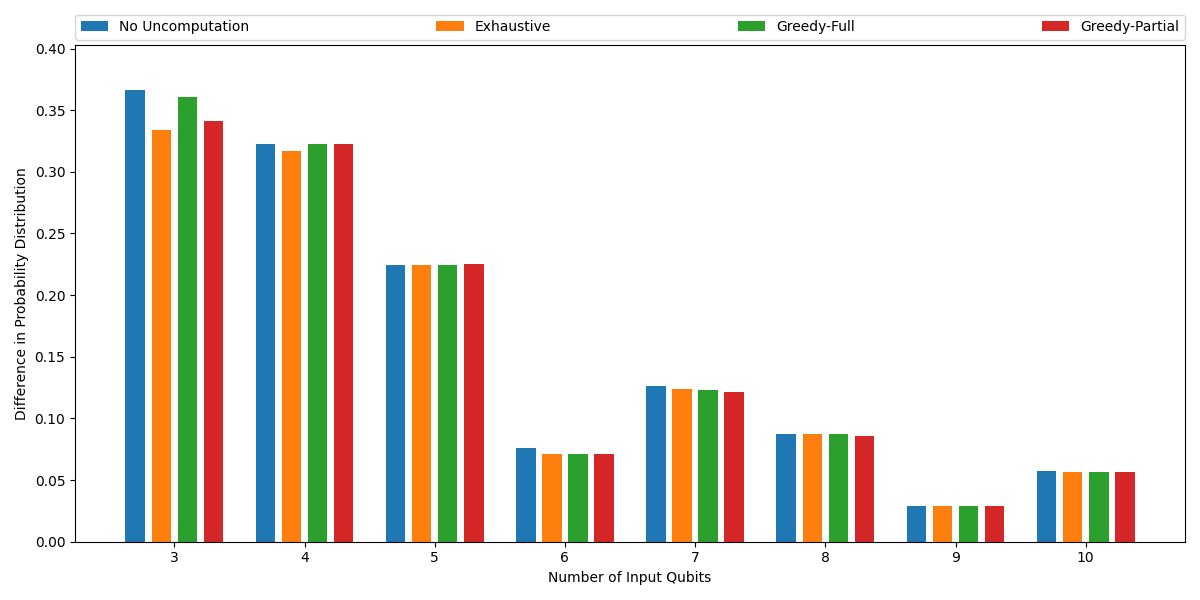 No Uncomputation Exhaustive Greedy-Full Greedy-Partial
0.40
0.35
0.30
0.25
0.20
0.15
0.10
0.05
0.00
Difference in Probability Distribution
3 4 5 6 7 8 9 10
Number of Input Qubits